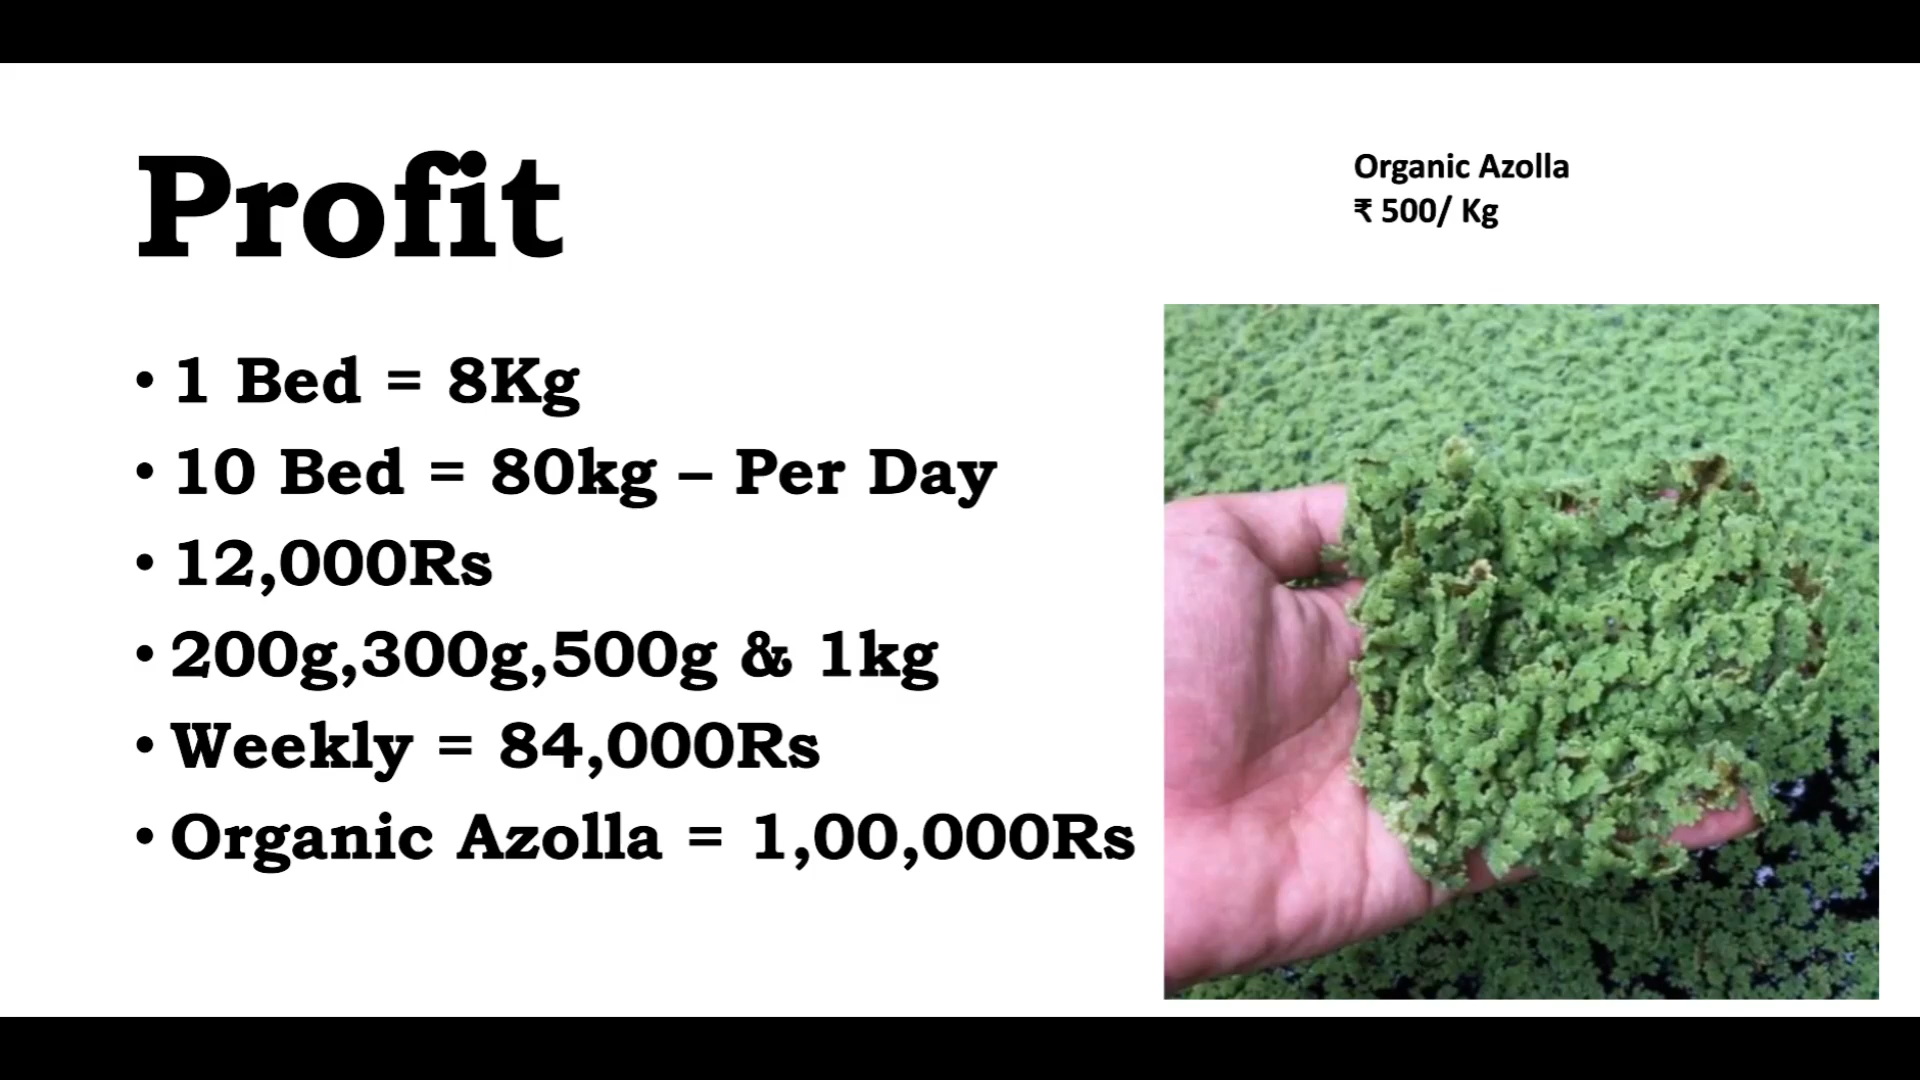 Profit
Organic Azolla
₹ 500/ Kg
• 1 Bed = 8Kg
• 10 Bed = 80kg – Per Day
• 12,000Rs
• 200g,300g,500g & 1kg
• Weekly = 84,000Rs
• Organic Azolla = 1,00,000Rs